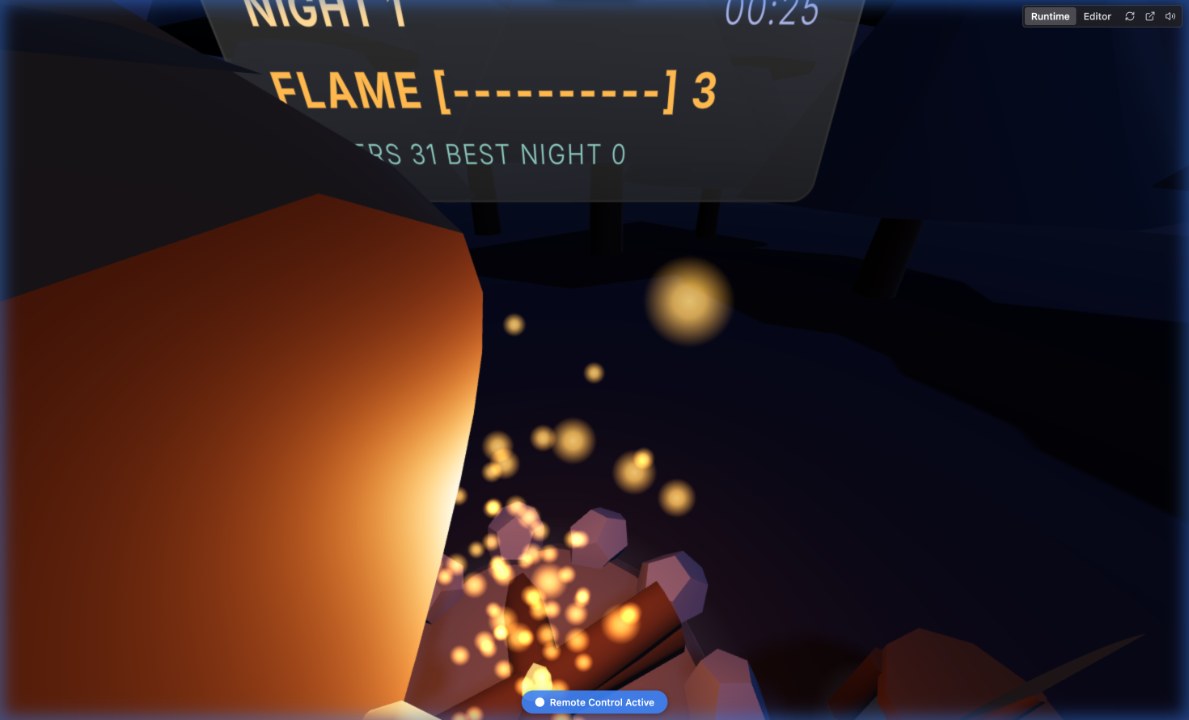 NIGHT 1
00:25
Runtime Editor
FLAME [----------] 3
31 BEST NIGHT 0
Remote Control Active